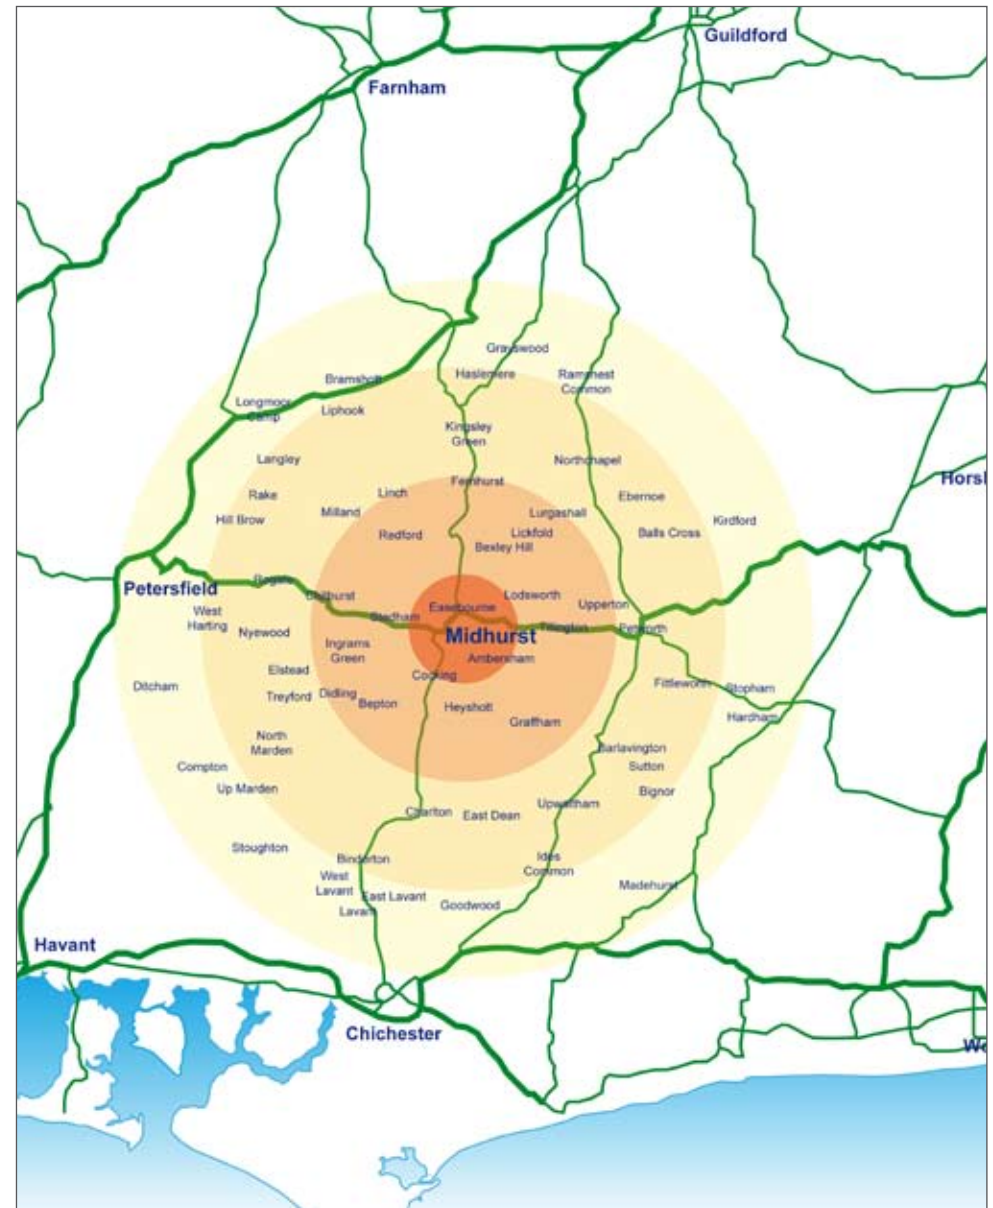 Guildford
Farnham
Grayswood
Haslemere
Rammest
Common
Bramshott
Longmoor
Camp
Liphook
Kingsley
Green
Langley
Northchapel
Fernhurst
Linch
Rake
Ebernoe
Horsh
Milland
Lurgashall
Hill Brow
Kirdford
Redford
Lickfold
Balls Cross
Bexley Hill
Petersfield
Rogate
Chithurst
Lodsworth
Easebourne
Upperton
West
Harting
Stedham
Nyewood
Midhurst
Tillington
Petworth
Ingrams
Green
Ambersham
Elstead
Cocking
Ditcham
Fittleworth
Stopham
Treyford
Didling
Bepton
Heyshott
Hardham
Graffham
North
Marden
Barlavington
Compton
Sutton
Up Marden
Bignor
Charlton
East Dean
Upwaltham
Stoughton
Binderton
Ides
Common
West
Lavant
East Lavant
Madehurst
Lavant
Goodwood
Havant
Chichester
Wo